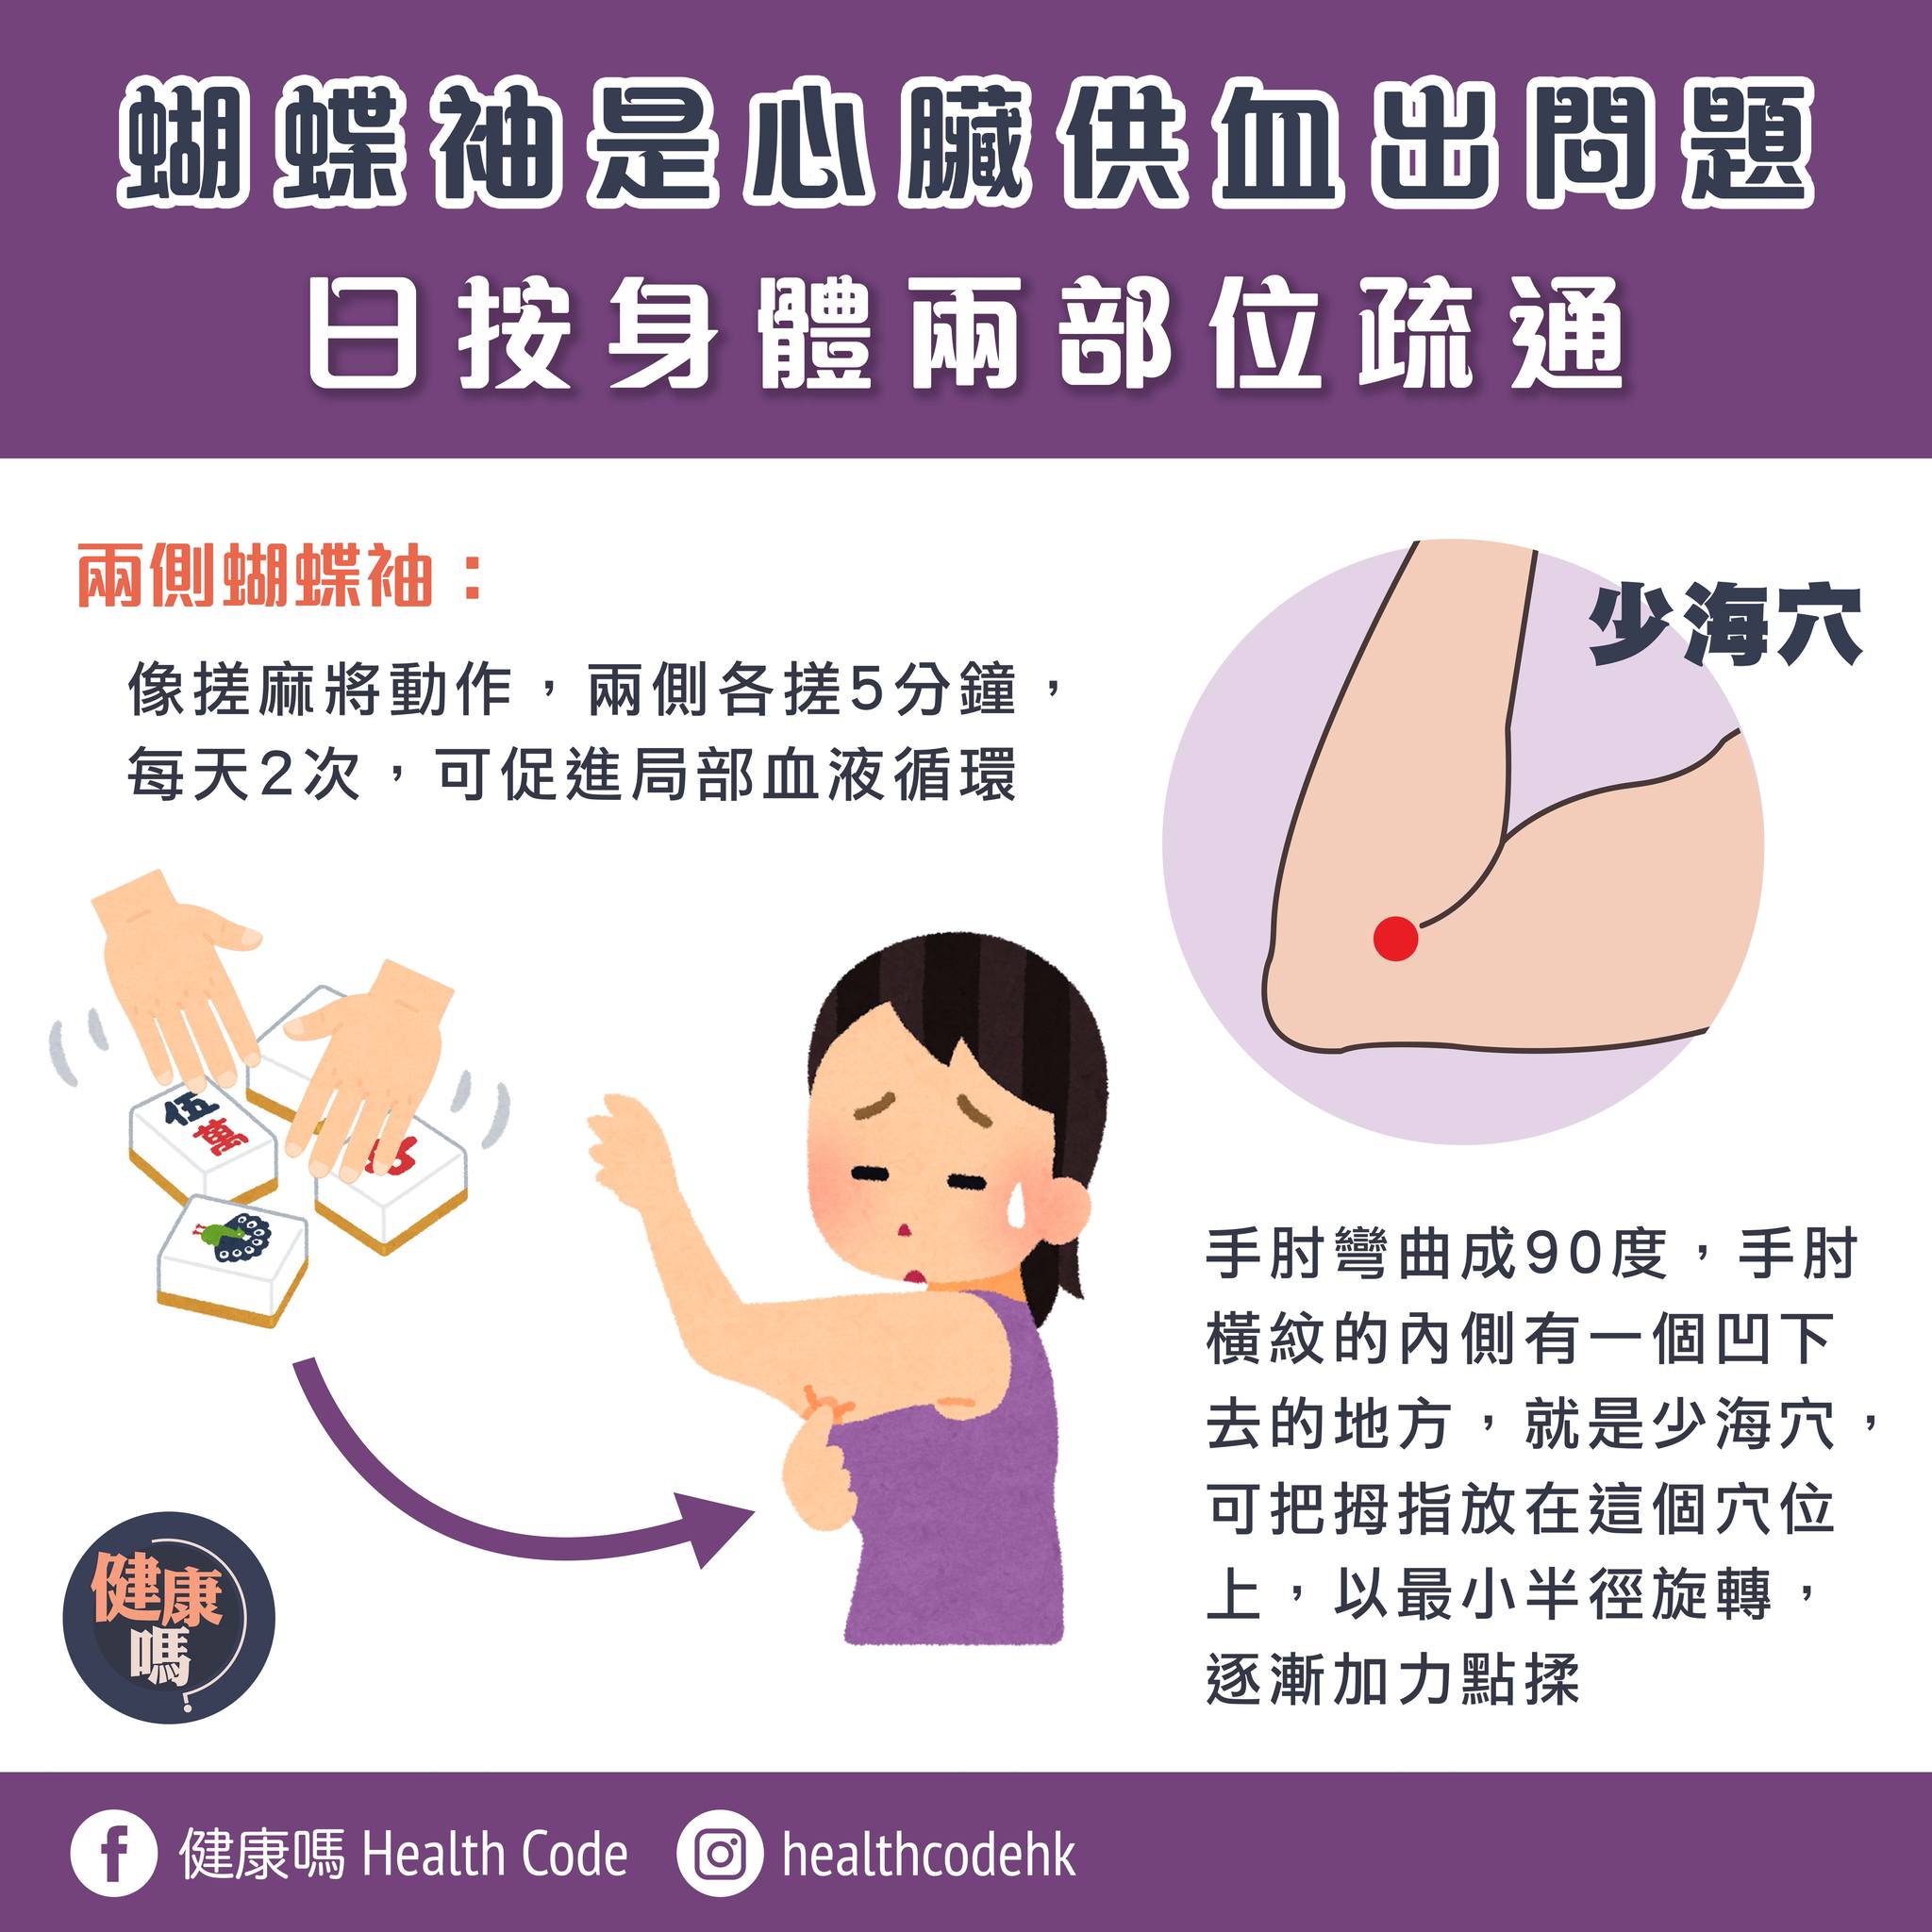 蝴蝶袖是心臟供血出問題
日按身體兩部位疏通
兩側蝴蝶袖：
像搓麻將動作，兩側各搓5分鐘，
每天2次，可促進局部血液循環
少海穴
伍
萬
手肘彎曲成90度，手肘
橫紋的內側有一個凹下
去的地方，就是少海穴，
可把拇指放在這個穴位
上，以最小半徑旋轉，
逐漸加力點揉
健康
嗎
健康嗎 Health Code
healthcodehk